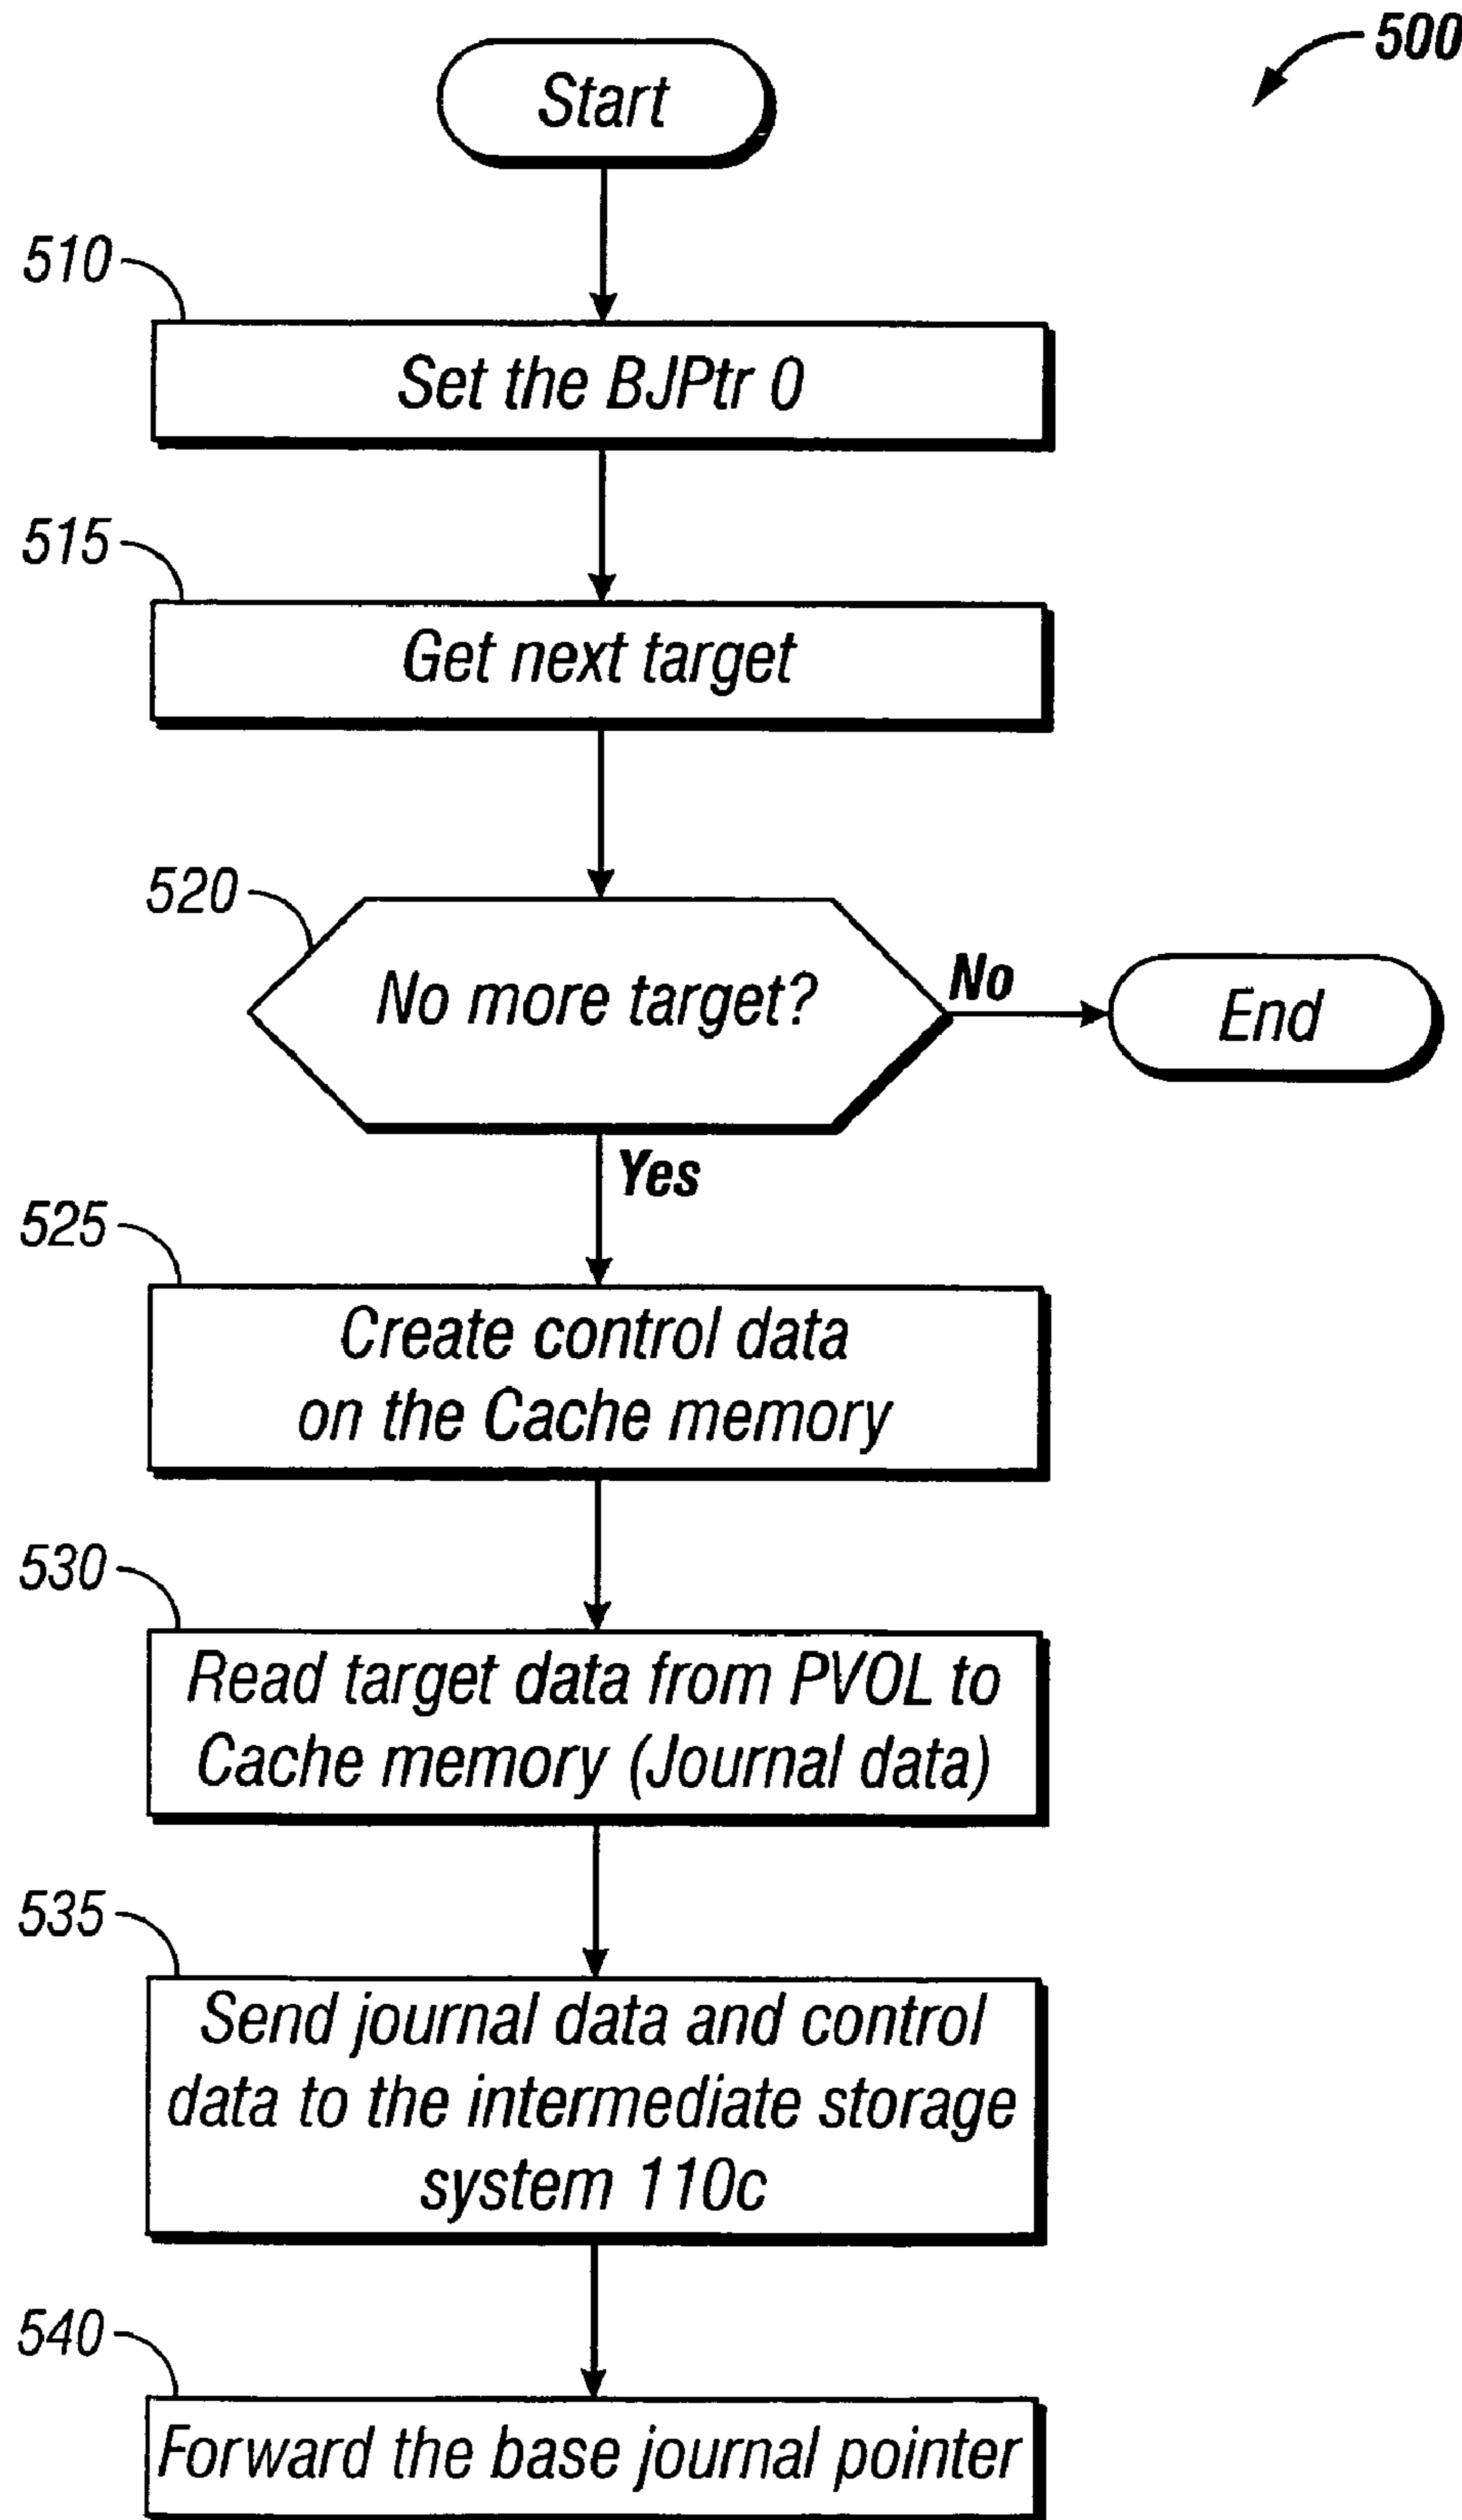 500
Start
510
Set the BJPtr 0
515
Get next target
520
No more target?
No
End
Yes
525
Create control data
on the Cache memory
530
Read target data from PVOL to
Cache memory (Journal data)
535
Send journal data and control
data to the intermediate storage
system 110c
540
Forward the base journal pointer